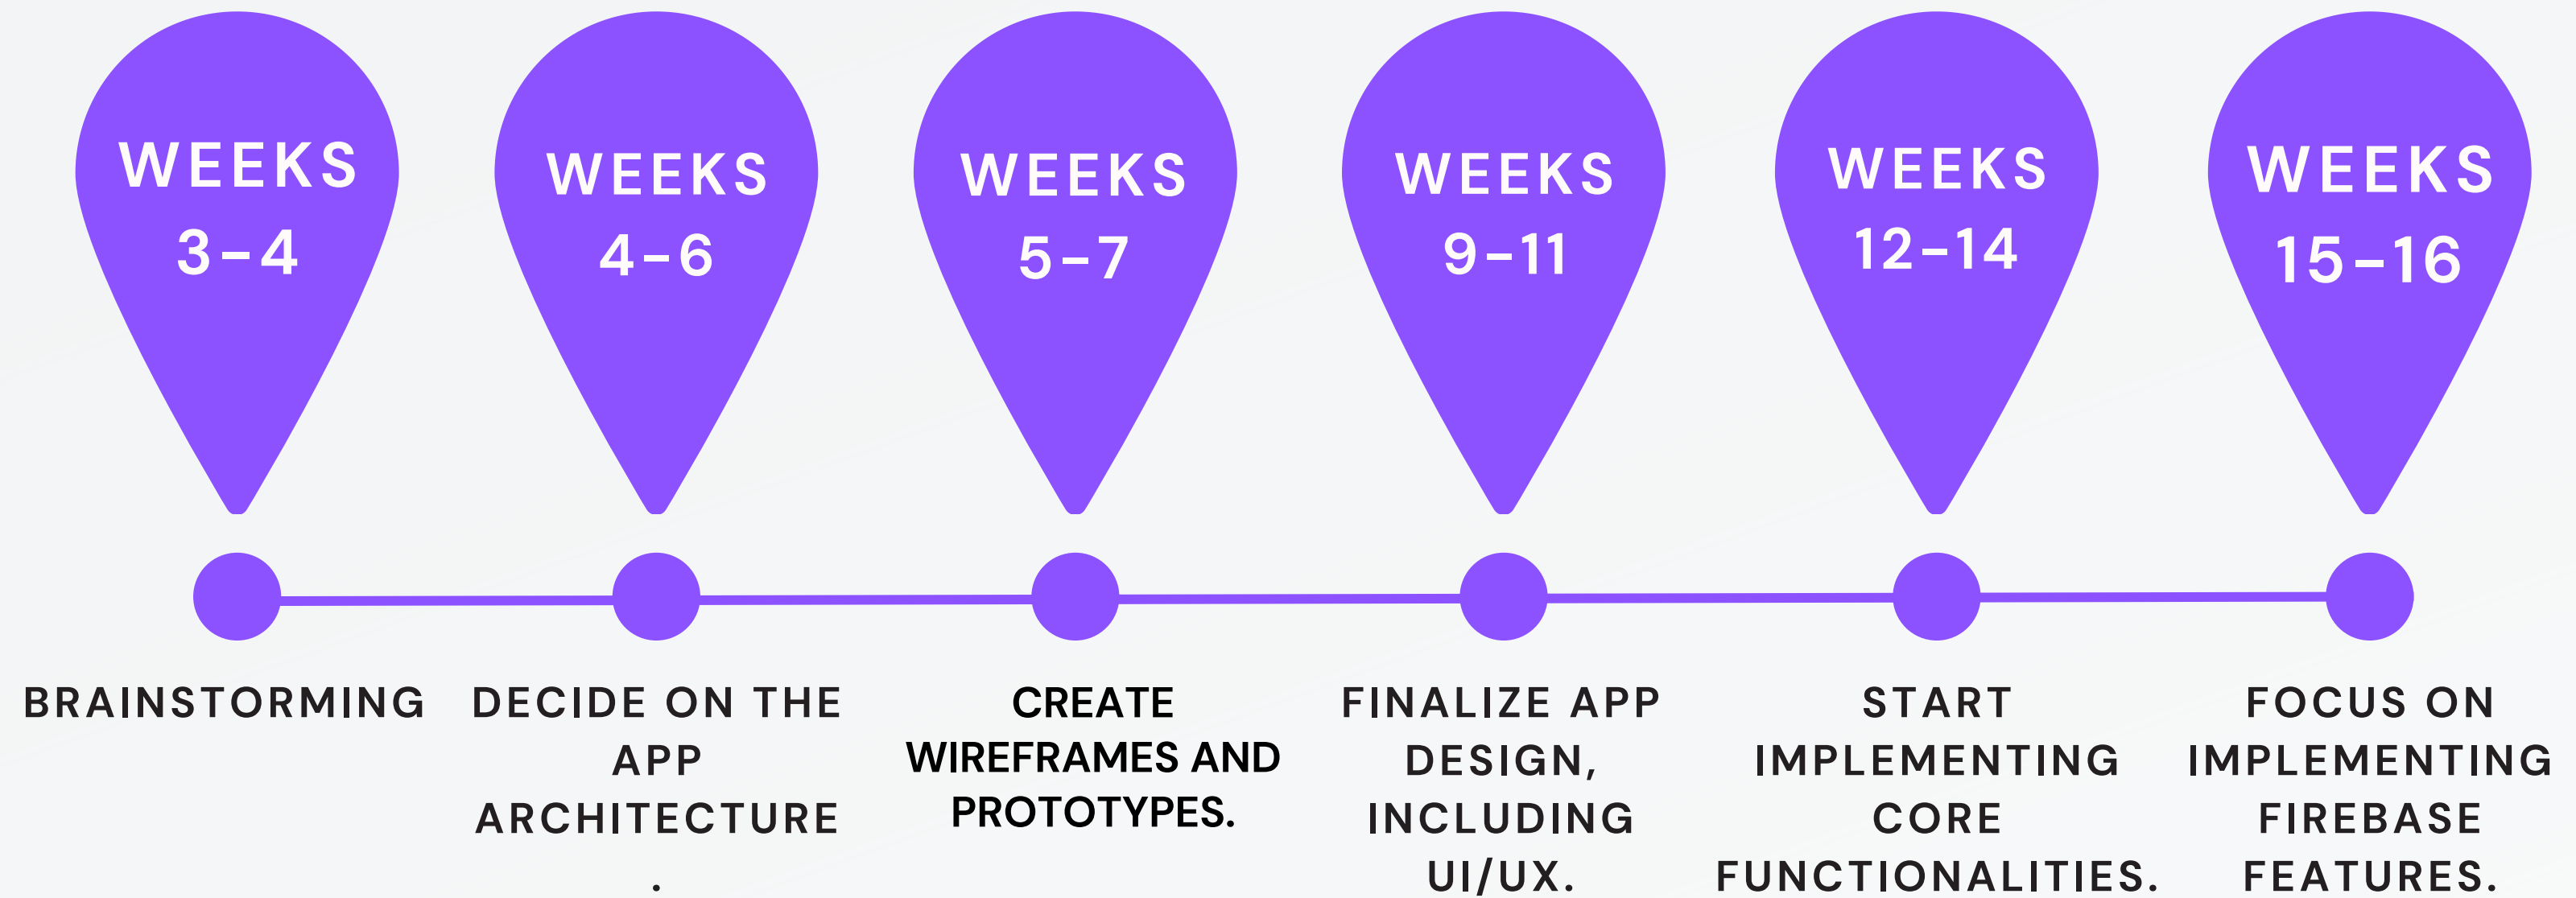 WEEKS
3-4
WEEKS
4-6
WEEKS
5-7
WEEKS
9-11
WEEKS
12-14
WEEKS
15-16
BRAINSTORMING
DECIDE ON THE
APP
ARCHITECTURE
.
CREATE
WIREFRAMES AND
PROTOTYPES.
FINALIZE APP
DESIGN,
INCLUDING
UI/UX.
START
IMPLEMENTING
CORE
FUNCTIONALITIES.
FOCUS ON
IMPLEMENTING
FIREBASE
FEATURES.